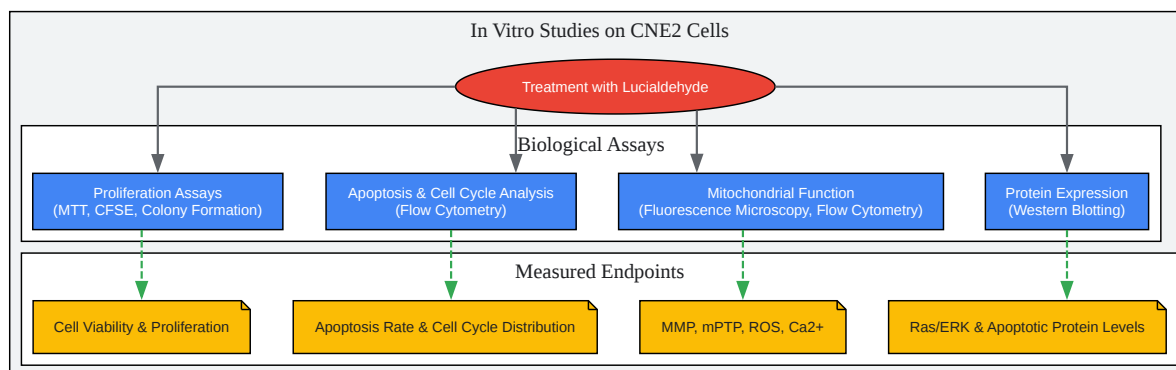 In Vitro Studies on CNE2 Cells
Treatment with Lucialdehyde
Biological Assays
Proliferation Assays
(MTT, CFSE, Colony Formation)
Apoptosis & Cell Cycle Analysis
(Flow Cytometry)
Mitochondrial Function
(Fluorescence Microscopy, Flow Cytometry)
Protein Expression
(Western Blotting)
Measured Endpoints
Cell Viability & Proliferation
Apoptosis Rate & Cell Cycle Distribution
MMP, mPTP, ROS, Ca2+
Ras/ERK & Apoptotic Protein Levels